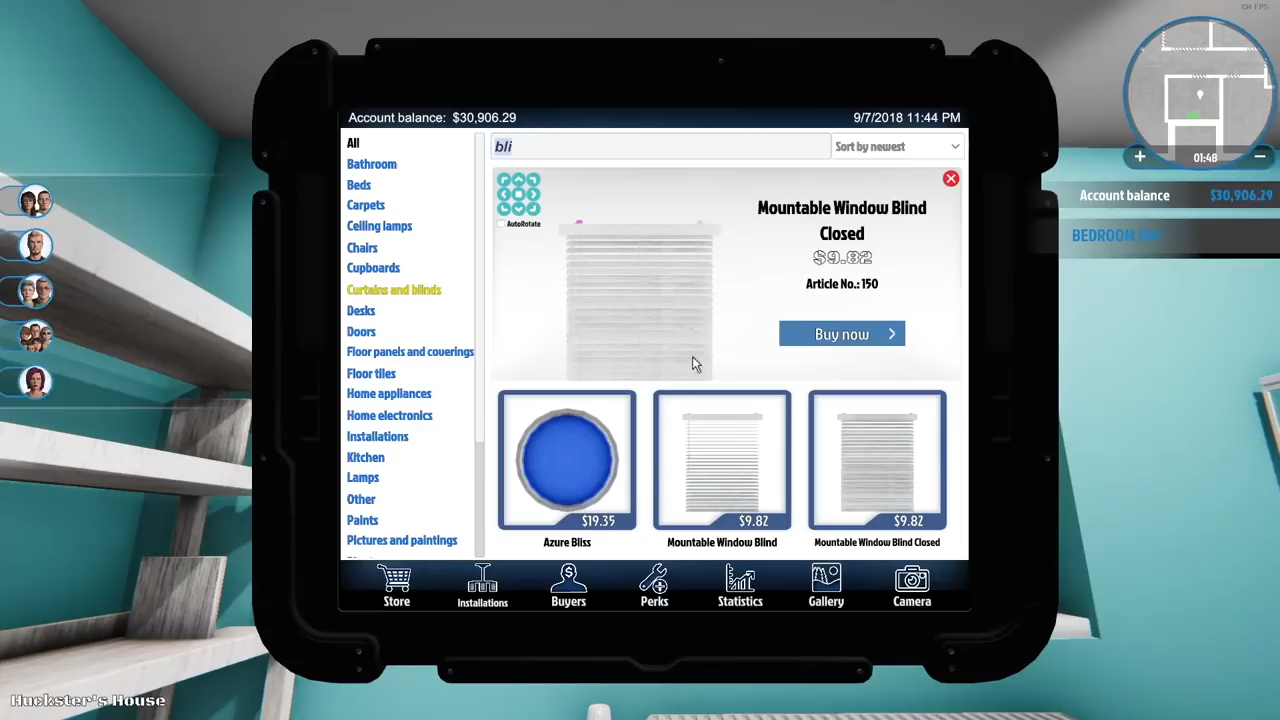 Account balance: $30,906.29
9/7/2018 11:44 PM
All
Bathroom
Beds
Carpets
Ceiling lamps
Chairs
Cupboards
Curtains and blinds
Desks
Doors
Floor panels and coverings
Floor tiles
Home appliances
Home electronics
Installations
Kitchen
Lamps
Other
Paints
Pictures and paintings
bli
Sort by newest
AutoRotate
Mountable Window Blind
Closed
$9.82
Article No.: 150
Buy now
$19.35
$9.82
$9.82
Azure Bliss
Mountable Window Blind
Mountable Window Blind Closed
Store
Installations
Buyers
Perks
Statistics
Gallery
Camera
01:48
Account balance $30,906.29
BEDROOM
Huckster's House